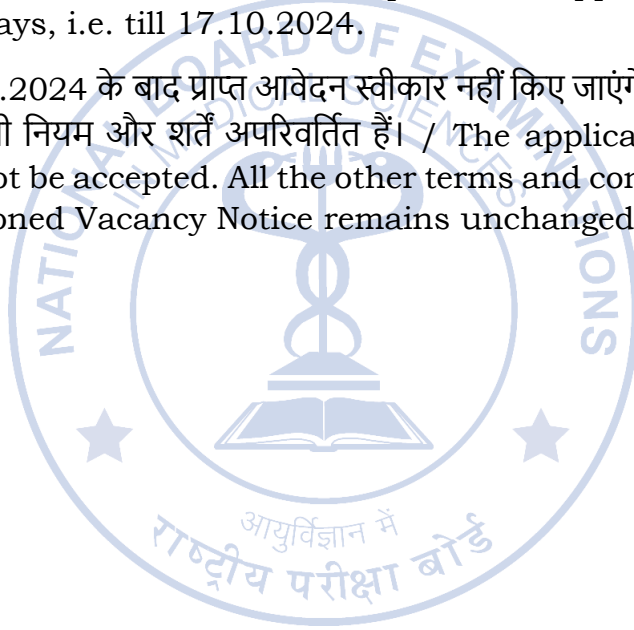 ays, i.e. till 17.10.2024.
.2024 के बाद प्राप्त आवेदन स्वीकार नहीं किए जाएंगे
नियम और शर्तें अपरिवर्तित हैं। / The applica
be accepted. All the other terms and con
oned Vacancy Notice remains unchanged
NATIONAL BOARD OF EXAMINATIONS
IN MEDICAL SCIENCES
आयुर्विज्ञान में
राष्ट्रीय परीक्षा बोर्ड